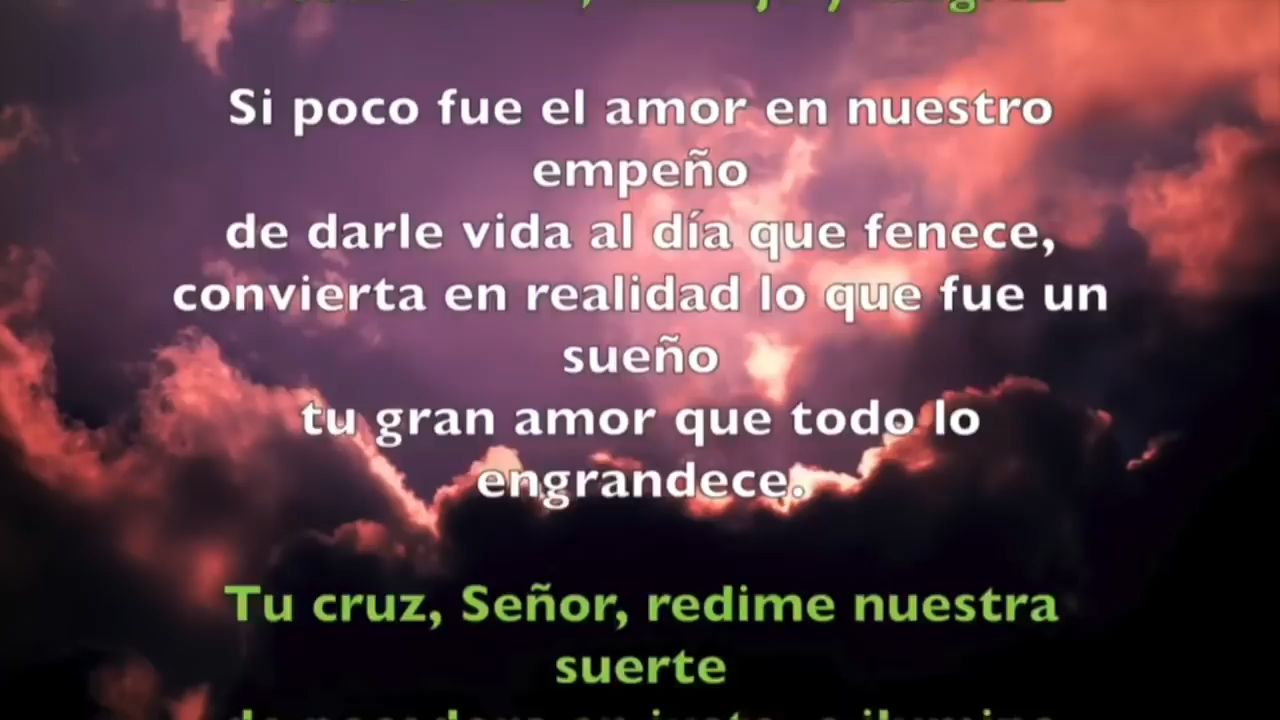 Si poco fue el amor en nuestro
empeño
de darle vida al día que fenece,
convierta en realidad lo que fue un
sueño
tu gran amor que todo lo
engrandece.
Tu cruz, Señor, redime nuestra
suerte